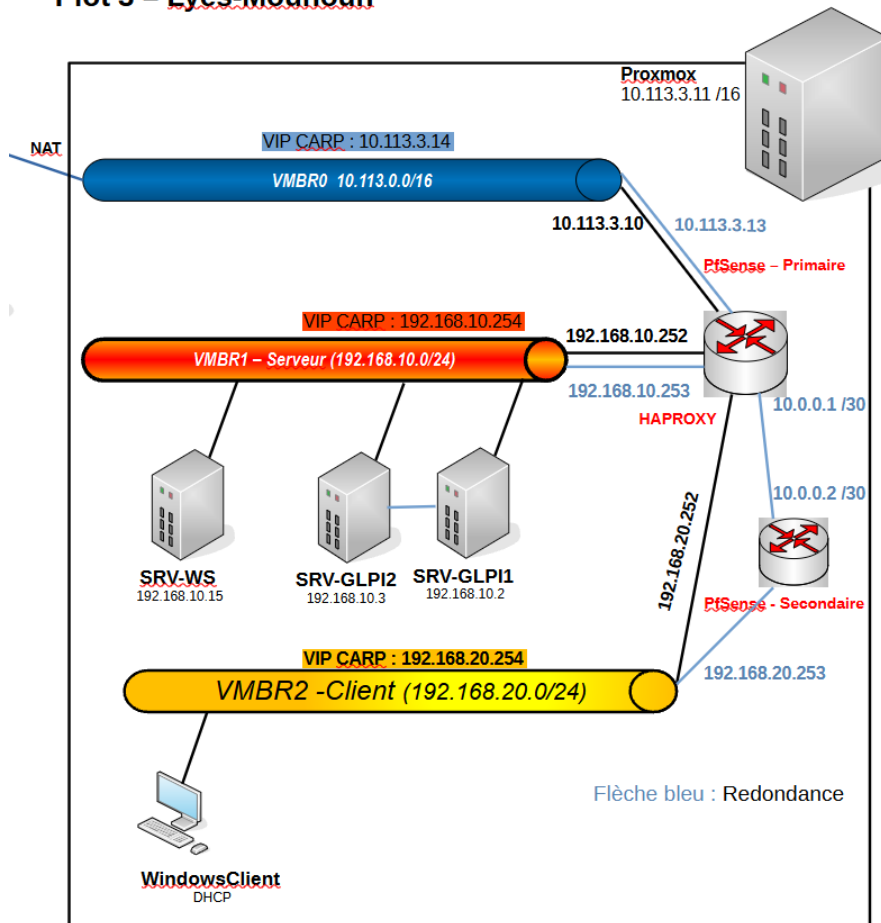 Plot 3 – Lyes-Mounoun
Proxmox
10.113.3.11 /16
NAT
VIP CARP : 10.113.3.14
VMBR0 10.113.0.0/16
10.113.3.10
10.113.3.13
PfSense – Primaire
VIP CARP : 192.168.10.254
192.168.10.252
VMBR1 – Serveur (192.168.10.0/24)
192.168.10.253
HAPROXY
10.0.0.1 /30
10.0.0.2 /30
SRV-WS
192.168.10.15
SRV-GLPI2
192.168.10.3
SRV-GLPI1
192.168.10.2
192.168.20.252
PfSense - Secondaire
VIP CARP : 192.168.20.254
192.168.20.253
VMBR2 -Client (192.168.20.0/24)
Flèche bleu : Redondance
WindowsClient
DHCP